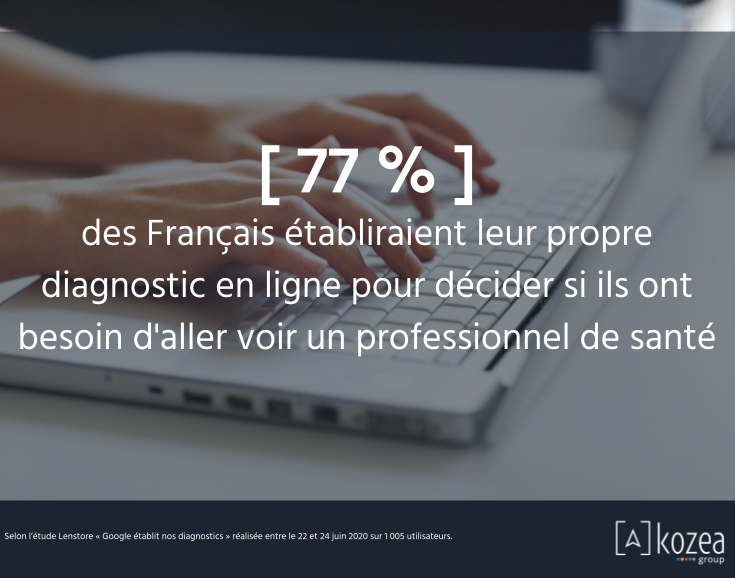 [ 77 % ]
des Français établiraient leur propre
diagnostic en ligne pour décider si ils ont
besoin d'aller voir un professionnel de santé
Selon l'étude Lenstore « Google établit nos diagnostics » réalisée entre le 22 et 24 juin 2020 sur 1 005 utilisateurs.
[A] kozea
group